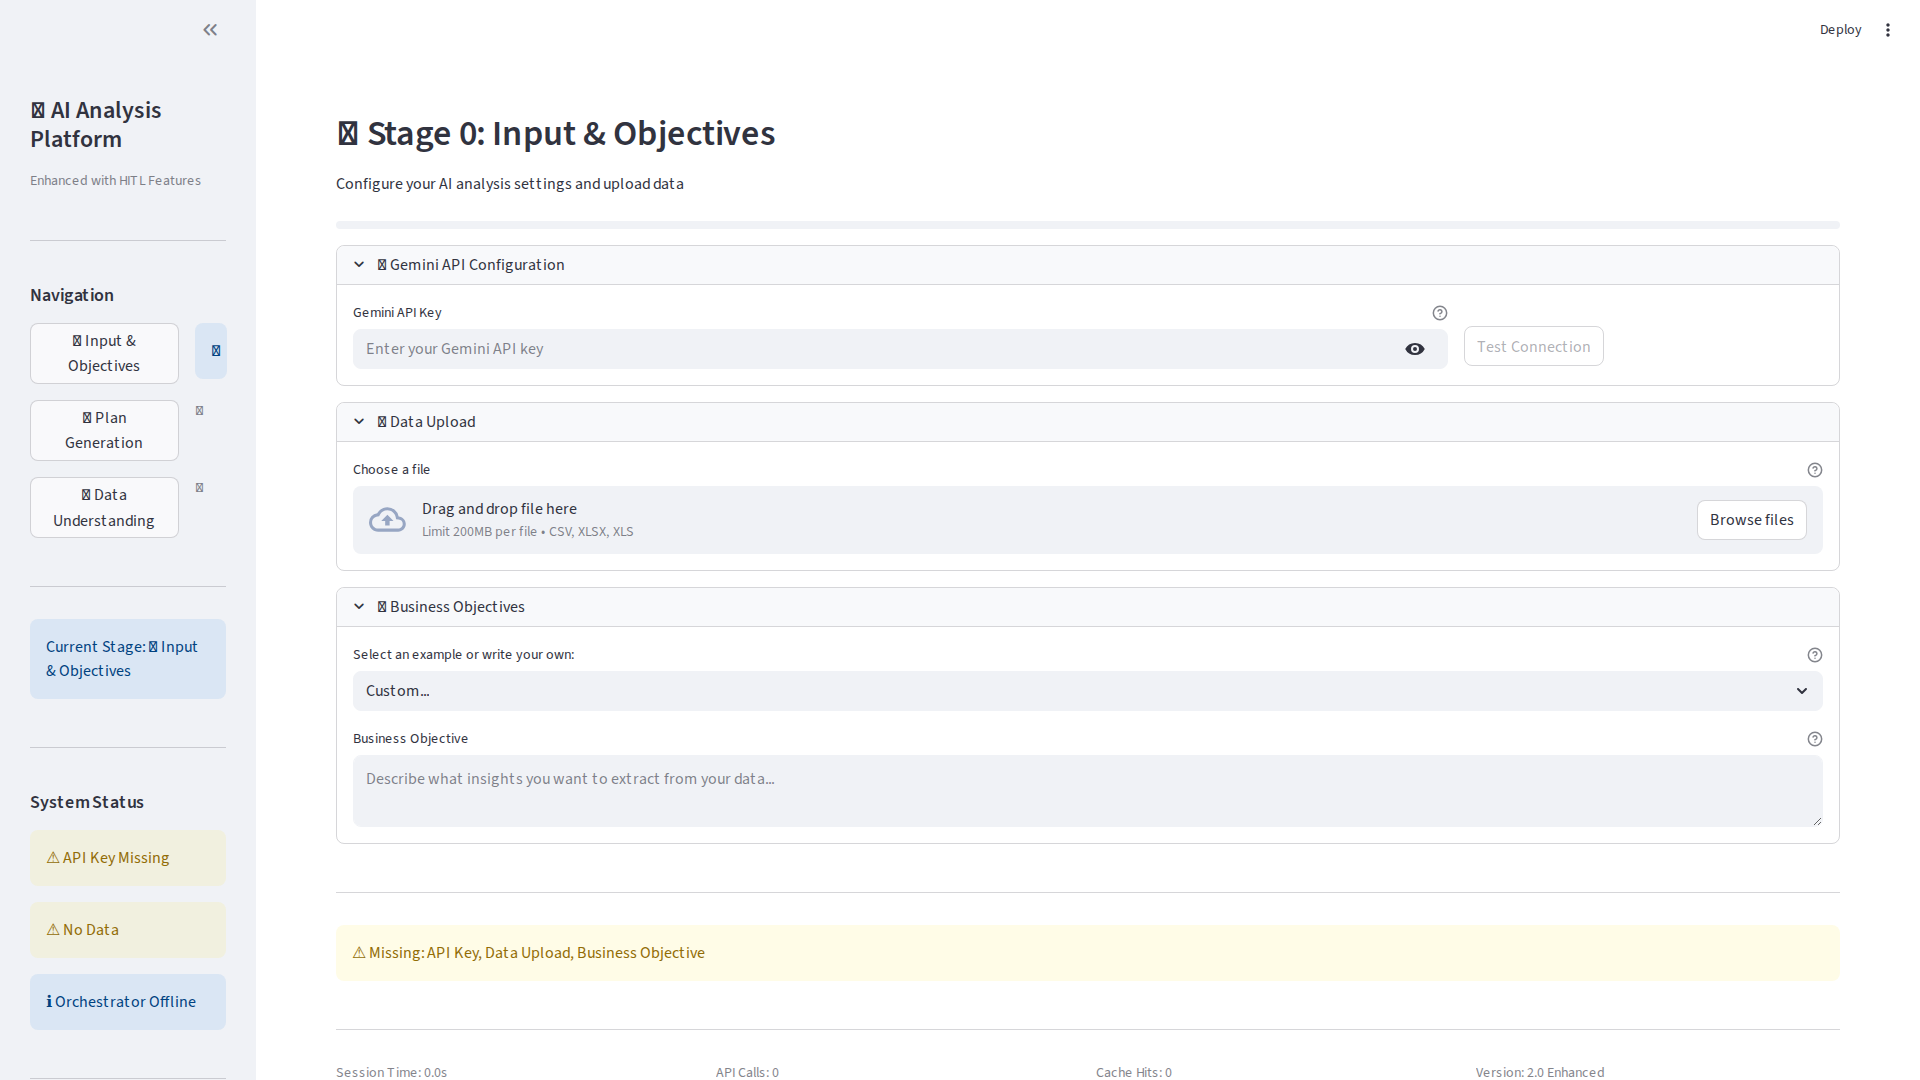 Deploy
AI Analysis
Platform
Enhanced with HITL Features
Navigation
Input &
Objectives
Plan
Generation
Data
Understanding
Current Stage: Input
& Objectives
System Status
⚠ API Key Missing
⚠ No Data
ℹ Orchestrator Offline
Stage 0: Input & Objectives
Configure your AI analysis settings and upload data
Gemini API Configuration
Gemini API Key
Enter your Gemini API key
Test Connection
Data Upload
Choose a file
Drag and drop file here
Limit 200MB per file • CSV, XLSX, XLS
Browse files
Business Objectives
Select an example or write your own:
Custom...
Business Objective
Describe what insights you want to extract from your data...
⚠ Missing: API Key, Data Upload, Business Objective
Session Time: 0.0s
API Calls: 0
Cache Hits: 0
Version: 2.0 Enhanced